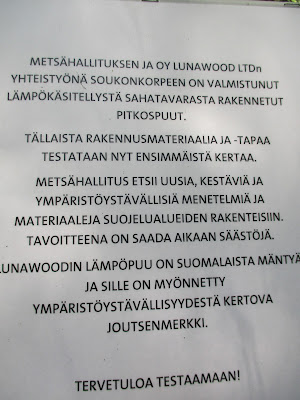 METSÄHALLITUKSEN JA OY LUNAWOOD LTDn
YHTEISTYÖNÄ SOUKONKORPEEN ON VALMISTUNUT
LÄMPÖKÄSITELLYSTÄ SAHATAVARASTA RAKENNETUT
PITKOSPUUT.
TÄLLAISTA RAKENNUSMATERIAALIA JA -TAPAA
TESTATAAN NYT ENSIMMÄISTÄ KERTAA.
METSÄHALLITUS ETSII UUSIA, KESTÄVIÄ JA
YMPÄRISTÖYSTÄVÄLLISIÄ MENETELMIÄ JA
MATERIAALEJA SUOJELUALUEIDEN RAKENTEISIIN.
TAVOITTEENA ON SAADA AIKAAN SÄÄSTÖJÄ.
LUNAWOODIN LÄMPÖPUU ON SUOMALAISTA MÄNTYÄ
JA SILLE ON MYÖNNETTY
YMPÄRISTÖYSTÄVÄLLISYYDESTÄ KERTOVA
JOUTSENMERKKI.
TERVETULOA TESTAAMAAN!